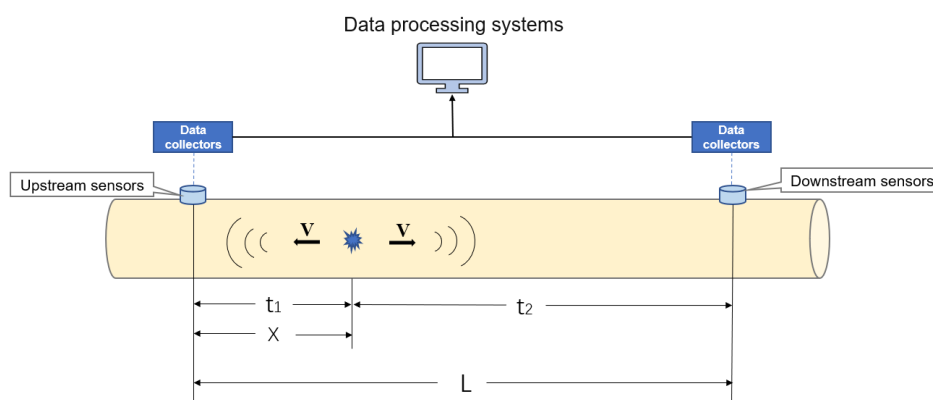 Data processing systems
Data
collectors
Data
collectors
Upstream sensors
Downstream sensors
V
V
t1
t2
X
L